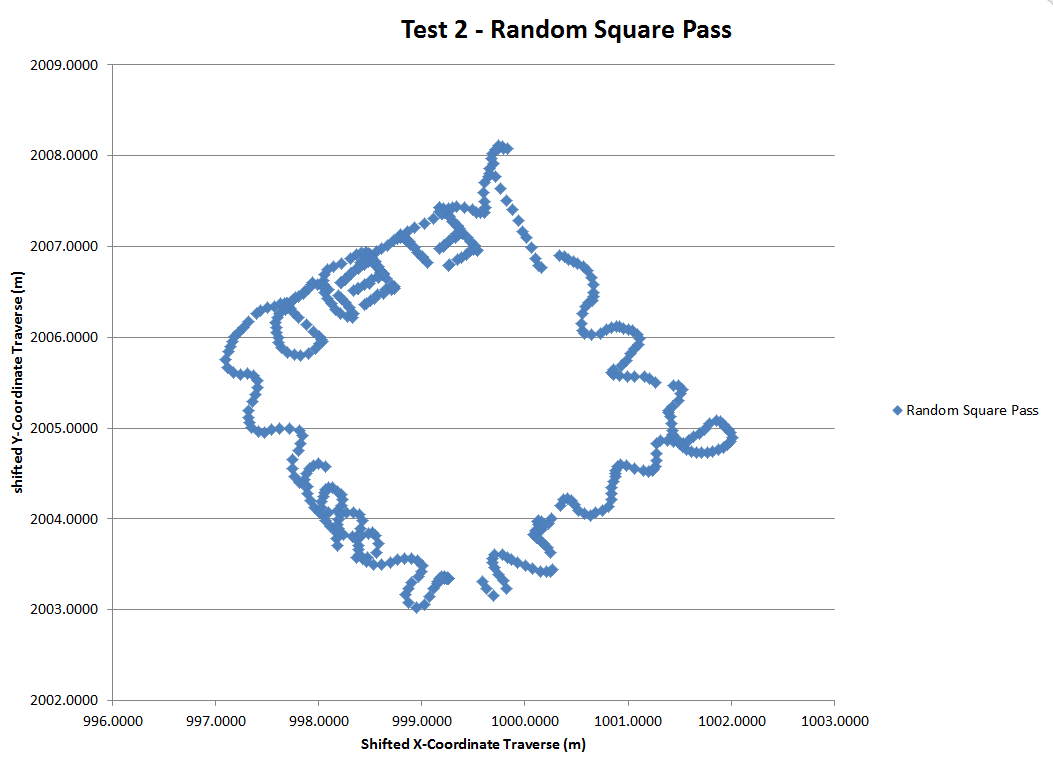 Test 2 - Random Square Pass
2009.0000
2008.0000
2007.0000
2006.0000
2005.0000
2004.0000
2003.0000
2002.0000
996.0000 997.0000 998.0000 999.0000 1000.0000 1001.0000 1002.0000 1003.0000
shifted Y-Coordinate Traverse (m)
Shifted X-Coordinate Traverse (m)
Random Square Pass